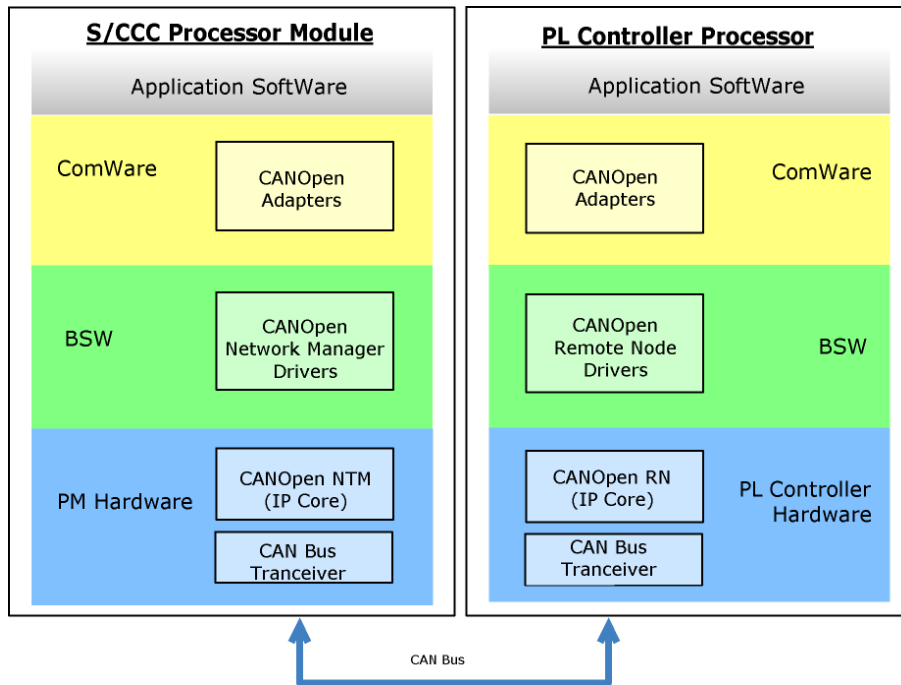 S/CCC Processor Module
Application SoftWare
ComWare
CANOpen
Adapters
BSW
CANOpen
Network Manager
Drivers
PM Hardware
CANOpen NTM
(IP Core)
CAN Bus
Tranceiver
PL Controller Processor
Application SoftWare
CANOpen
Adapters
ComWare
CANOpen
Remote Node
Drivers
BSW
CANOpen RN
(IP Core)
PL Controller
Hardware
CAN Bus
Tranceiver
CAN Bus